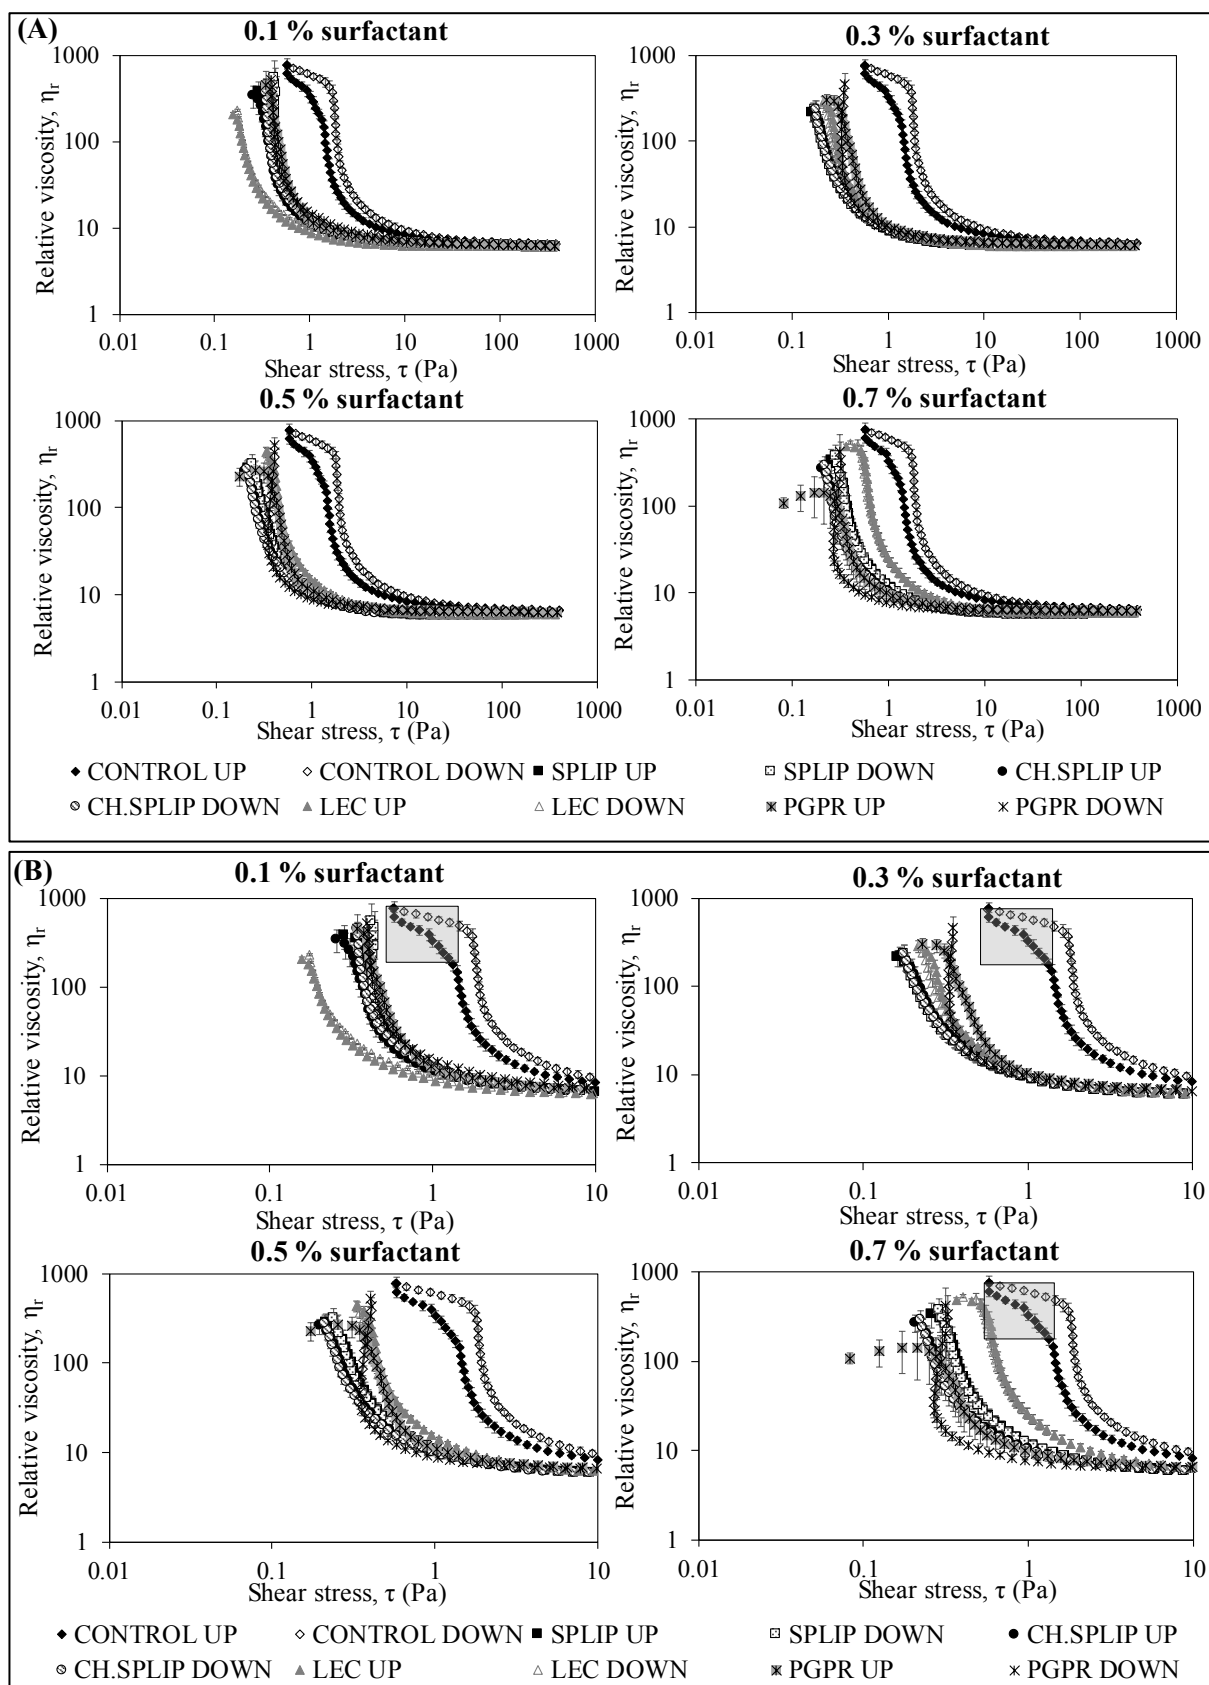 (A)
0.1 % surfactant
0.3 % surfactant
Relative viscosity, ηr
1000
100
10
1
0.01 0.1 1 10 100 1000
Shear stress, τ (Pa)
Relative viscosity, ηr
1000
100
10
1
0.01 0.1 1 10 100 1000
Shear stress, τ (Pa)
0.5 % surfactant
0.7 % surfactant
Relative viscosity, ηr
1000
100
10
1
0.01 0.1 1 10 100 1000
Shear stress, τ (Pa)
Relative viscosity, ηr
1000
100
10
1
0.01 0.1 1 10 100 1000
Shear stress, τ (Pa)
CONTROL UP CONTROL DOWN SPLIP UP SPLIP DOWN CH.SPLIP UP
CH.SPLIP DOWN LEC UP LEC DOWN PGPR UP PGPR DOWN
(B)
0.1 % surfactant
0.3 % surfactant
Relative viscosity, ηr
1000
100
10
1
0.01 0.1 1 10
Shear stress, τ (Pa)
Relative viscosity, ηr
1000
100
10
1
0.01 0.1 1 10
Shear stress, τ (Pa)
0.5 % surfactant
0.7 % surfactant
Relative viscosity, ηr
1000
100
10
1
0.01 0.1 1 10
Shear stress, τ (Pa)
Relative viscosity, ηr
1000
100
10
1
0.01 0.1 1 10
Shear stress, τ (Pa)
CONTROL UP CONTROL DOWN SPLIP UP SPLIP DOWN CH.SPLIP UP
CH.SPLIP DOWN LEC UP LEC DOWN PGPR UP PGPR DOWN